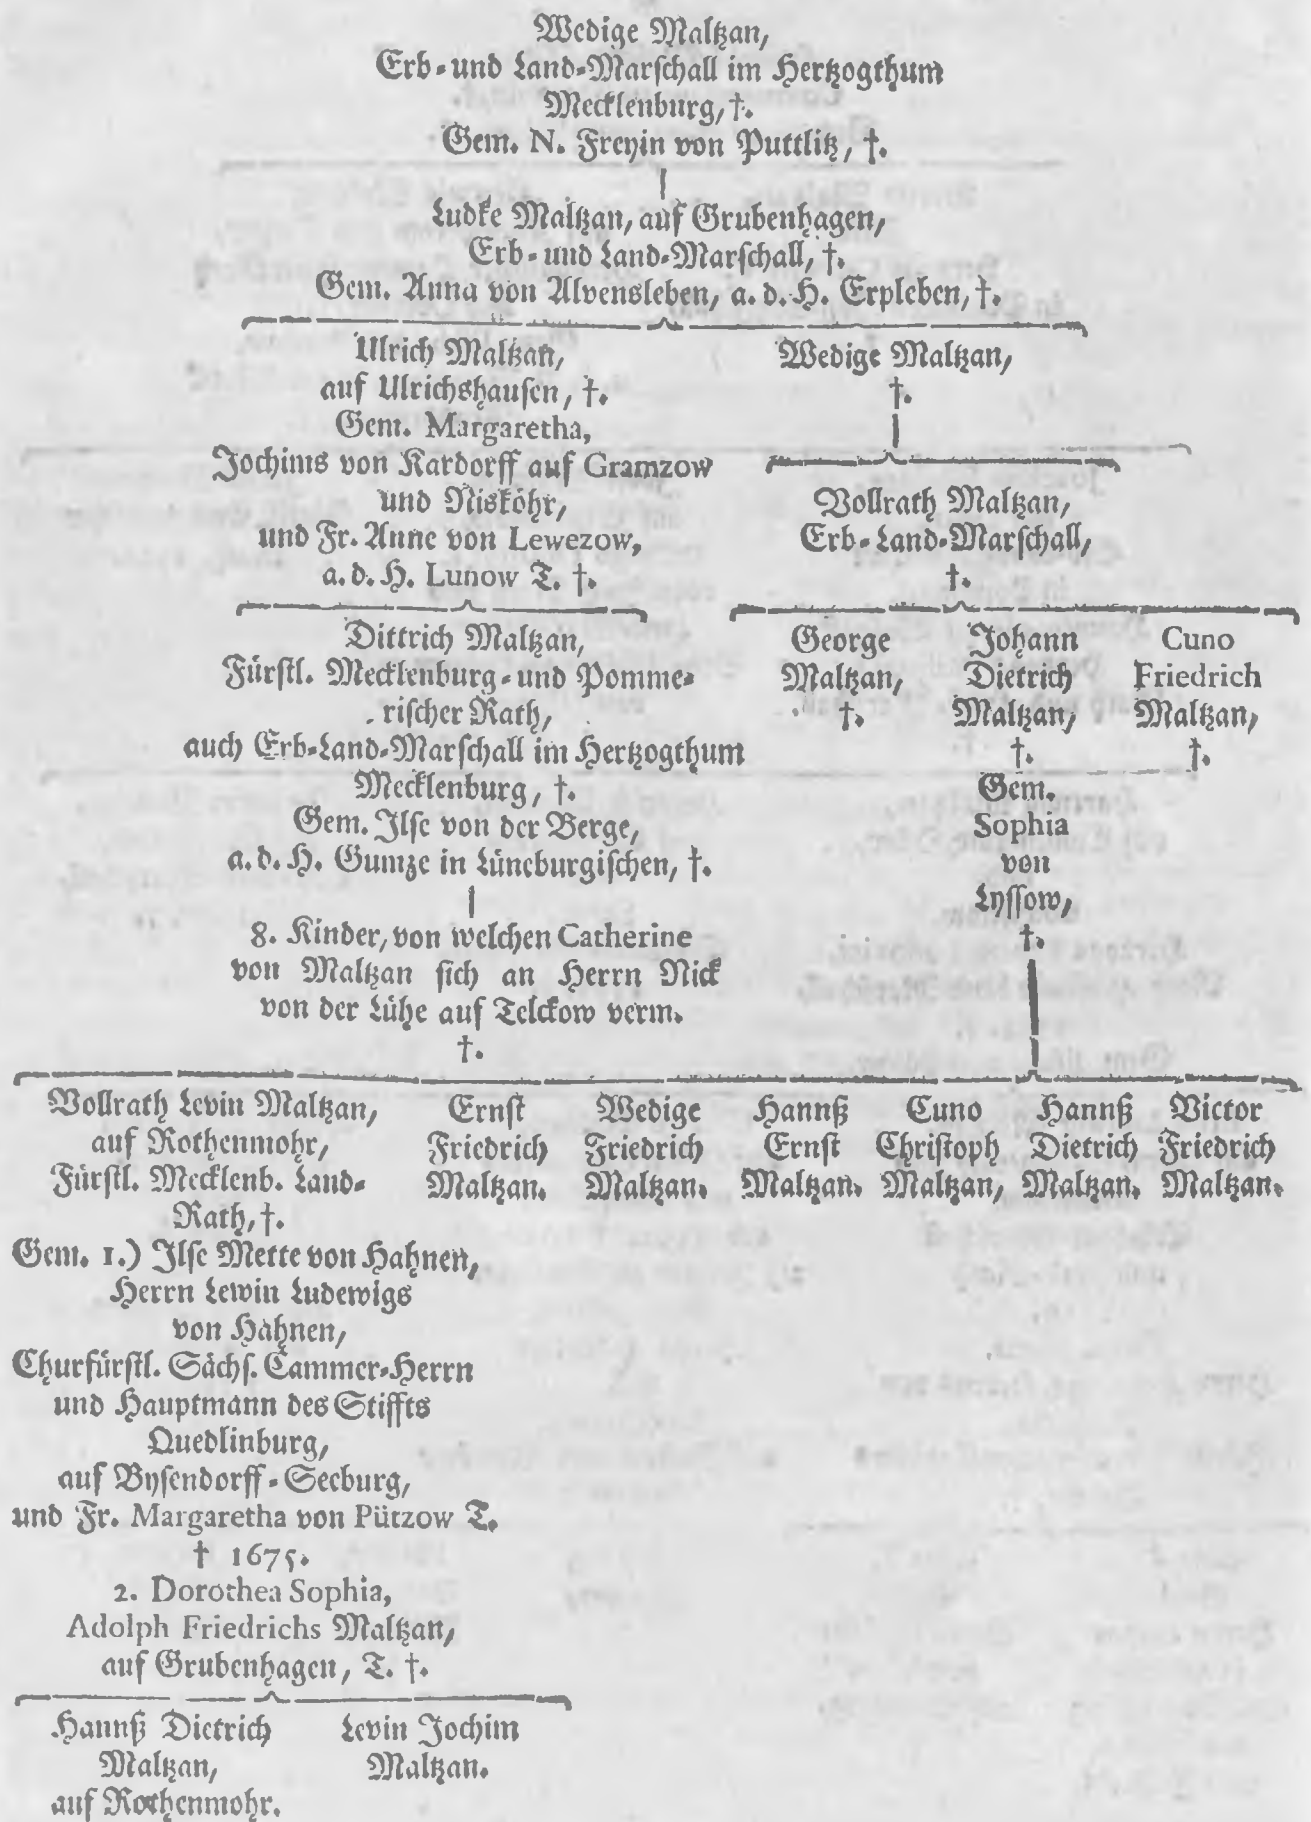 Wedige Maltzan,
Erb-und Land-Marschall im Hertzogthum
Mecklenburg, †.
Gem. N. Freyin von Puttlitz, †.
Ludke Maltzan, auf Grubenhagen,
Erb-und Land-Marschall, †.
Gem. Anna von Alvensleben, a. d. H. Erpleben, †.
Ulrich Maltzan,
auf Ulrichshausen, †.
Gem. Margaretha,
Jochims von Kardorff auf Gramzow
und Nisköhr,
und Fr. Anne von Lewezow,
a. d. H. Lunow T. †.
Wedige Maltzan,
†.
Vollrath Maltzan,
Erb-Land-Marschall,
†.
Dittrich Maltzan,
Fürstl. Mecklenburg-und Pomme-
rischer Rath,
auch Erb-Land-Marschall im Hertzogthum
Mecklenburg, †.
Gem. Ilse von der Berge,
a. d. H. Gumze in Lüneburgischen, †.
8. Kinder, von welchen Catherine
von Maltzan sich an Herrn Nick
von der Lühe auf Telckow verm.
†.
George
Maltzan,
†.
Johann
Dietrich
Maltzan,
†.
Gem.
Sophia
von
Lyssow,
†.
Cuno
Friedrich
Maltzan,
†.
Vollrath Levin Maltzan,
auf Rothenmohr,
Fürstl. Mecklenb. Land-
Rath, †.
Gem. 1.) Ilse Mette von Hahnen,
Herrn Lewin Ludewigs
von Hahnen,
Churfürstl. Sächs. Cammer-Herrn
und Hauptmann des Stiffts
Quedlinburg,
auf Bysendorff-Seeburg,
und Fr. Margaretha von Pützow T.
† 1675.
2. Dorothea Sophia,
Adolph Friedrichs Maltzan,
auf Grubenhagen, T. †.
Ernst
Friedrich
Maltzan.
Wedige
Friedrich
Maltzan.
Hannß
Ernst
Maltzan.
Cuno
Christoph
Maltzan,
Hannß
Dietrich
Maltzan.
Victor
Friedrich
Maltzan.
Hannß Dietrich
Maltzan,
auf Rothenmohr.
Levin Jochim
Maltzan.